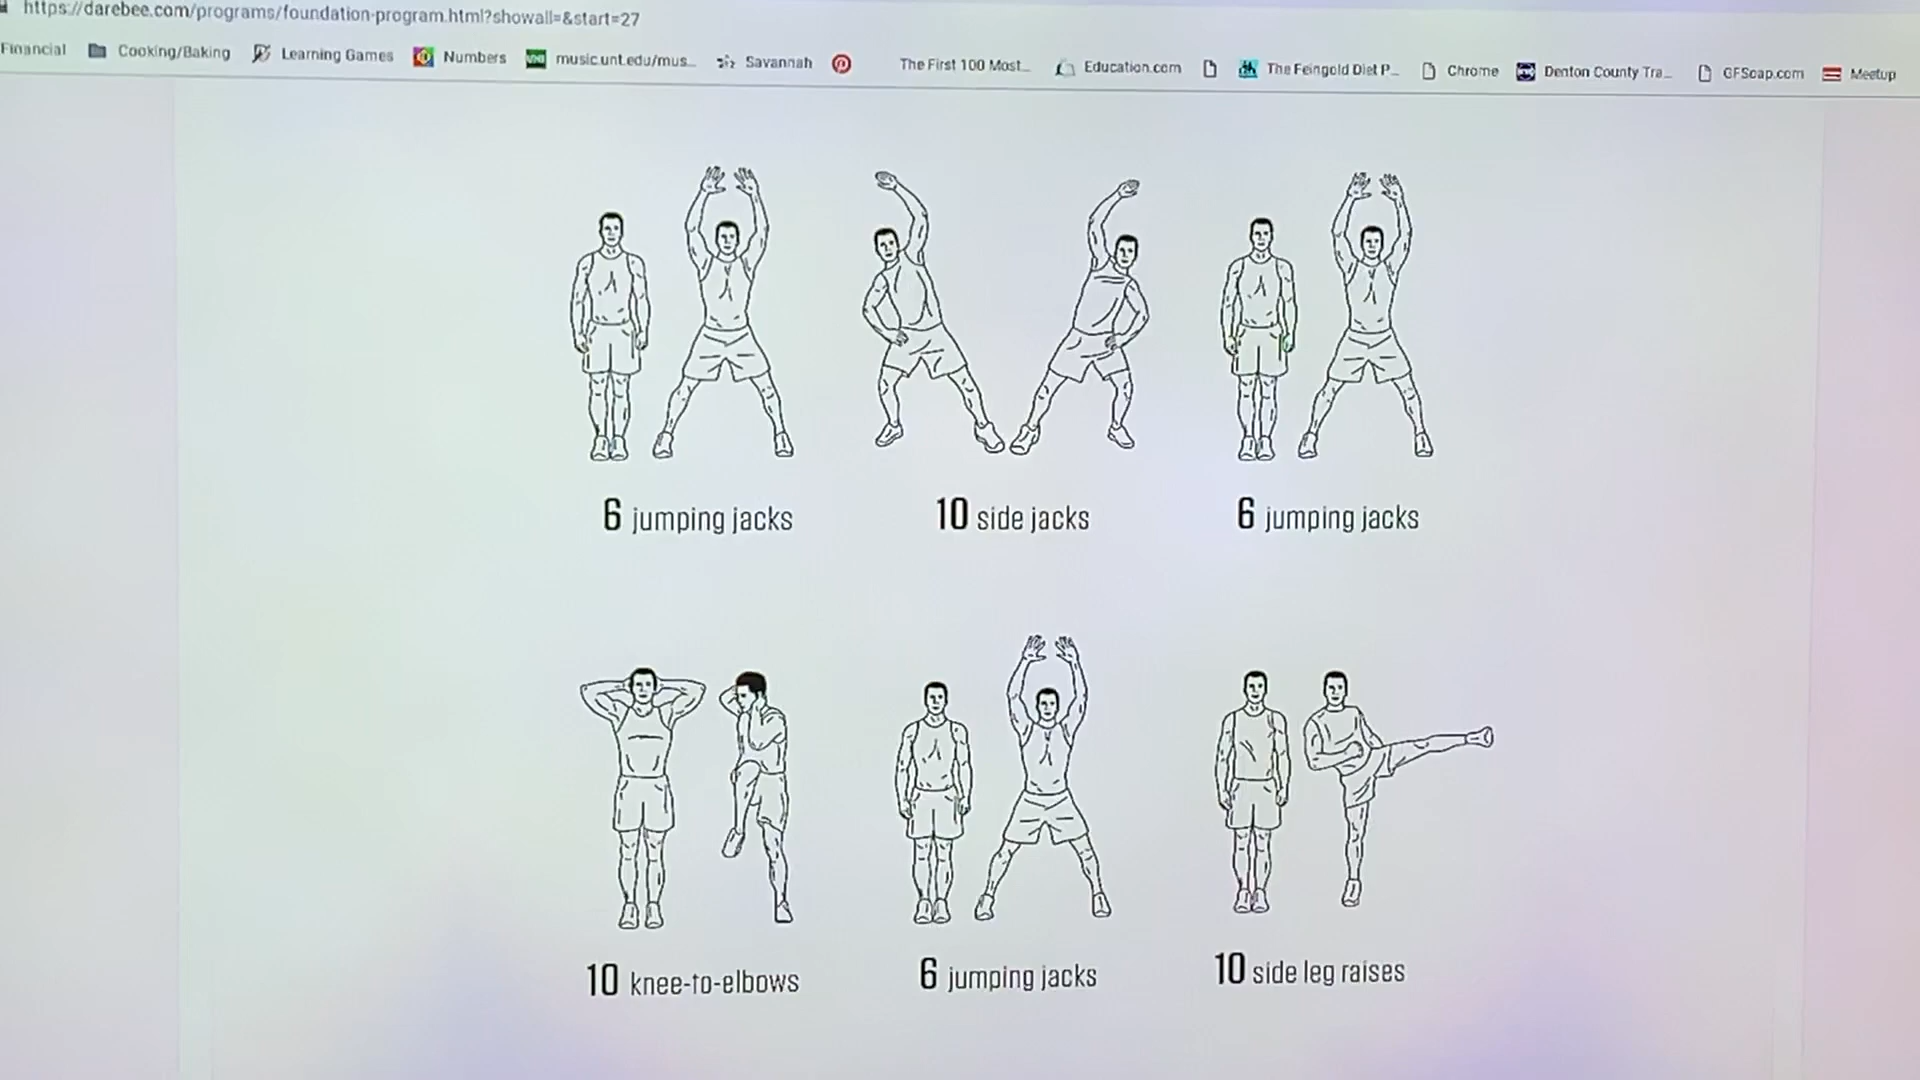 https://darebee.com/programs/foundation-program.html?showall=&start=27
Financial Cooking/Baking Learning Games Numbers music.unt.edu/mus... Savannah The First 100 Most... Education.com The Feingold Diet P... Chrome Denton County Tra... GFSoap.com Meetup
6 jumping jacks 10 side jacks 6 jumping jacks
10 knee-to-elbows 6 jumping jacks 10 side leg raises